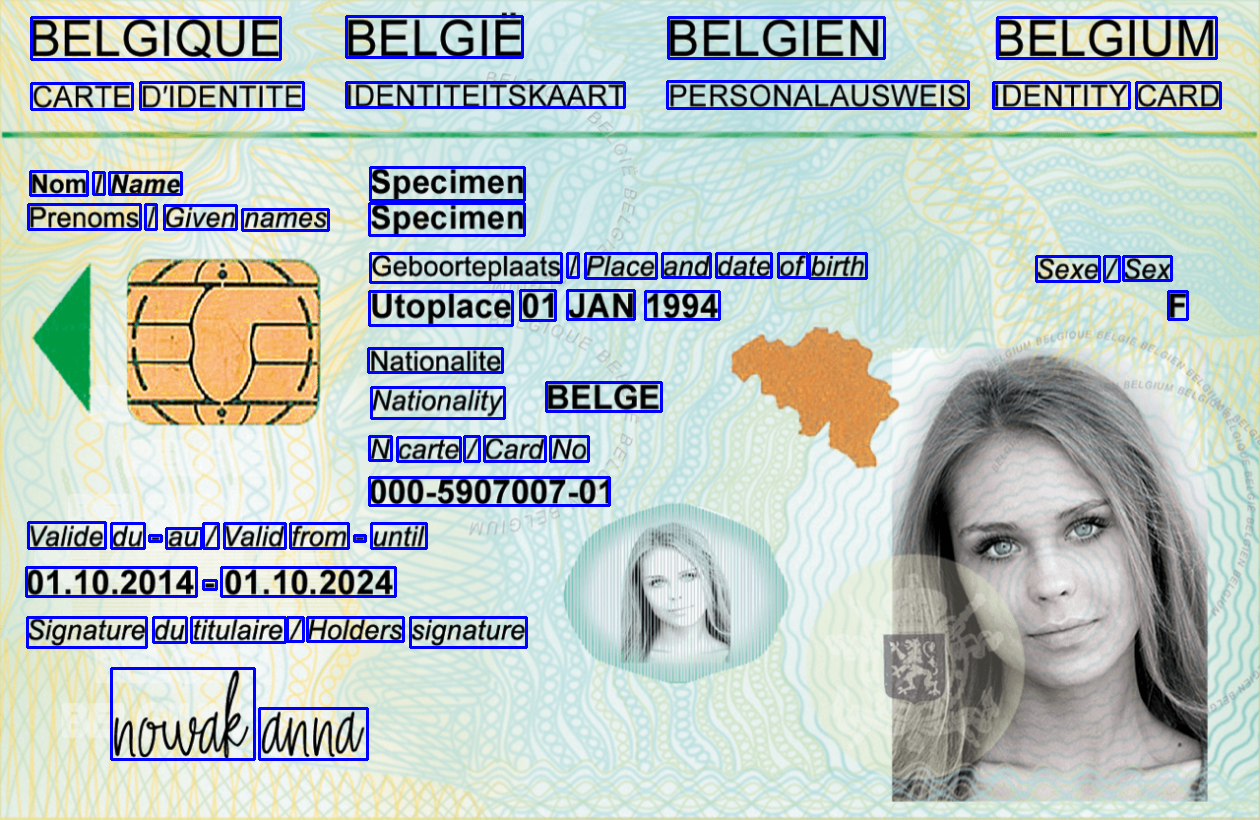 BELGIQUE BELGIË BELGIEN BELGIUM
CARTE D'IDENTITE IDENTITEITSKAART PERSONALAUSWEIS IDENTITY CARD
Nom / Name Specimen
Prenoms / Given names Specimen
Geboorteplaats / Place and date of birth Sexe / Sex
Utoplace 01 JAN 1994 F
Nationalite
Nationality BELGE
N carte / Card No
000-5907007-01
Valide du - au / Valid from - until
01.10.2014 - 01.10.2024
Signature du titulaire / Holders signature
nowak anna